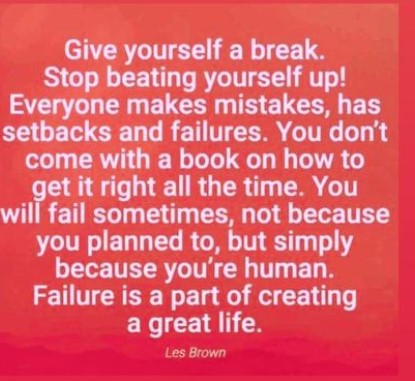 Give yourself a break.
Stop beating yourself up!
Everyone makes mistakes, has
setbacks and failures. You don't
come with a book on how to
get it right all the time. You
will fail sometimes, not because
you planned to, but simply
because you're human.
Failure is a part of creating
a great life.
Les Brown